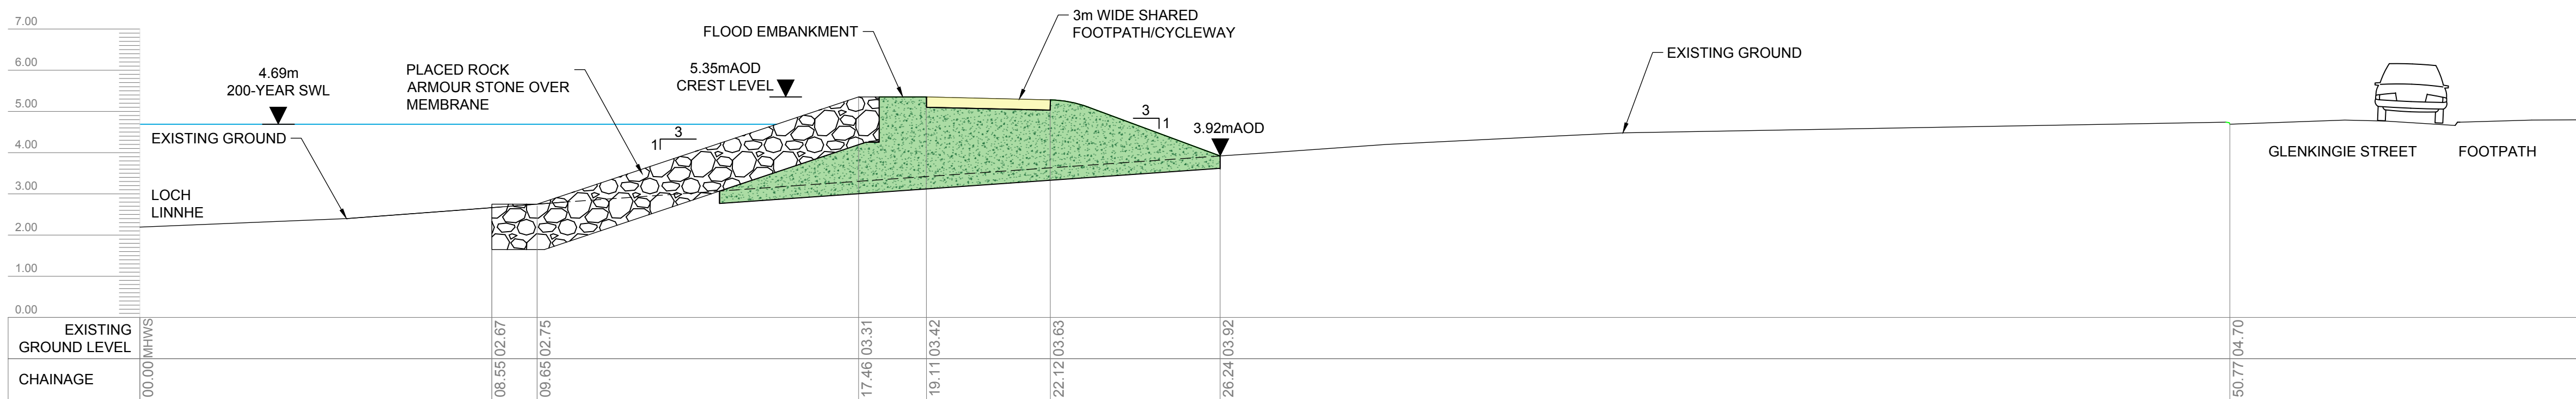 7.00
6.00
5.00
4.00
3.00
2.00
1.00
0.00
4.69m
200-YEAR SWL
EXISTING GROUND
LOCH
LINNHE
PLACED ROCK
ARMOUR STONE OVER
MEMBRANE
1
3
5.35mAOD
CREST LEVEL
FLOOD EMBANKMENT
3m WIDE SHARED
FOOTPATH/CYCLEWAY
3
1
3.92mAOD
EXISTING GROUND
GLENKINGIE STREET
FOOTPATH
EXISTING
GROUND LEVEL
MHWS
02.67
02.75
03.31
03.42
03.63
03.92
04.70
CHAINAGE
00.00
08.55
09.65
17.46
19.11
22.12
26.24
50.77